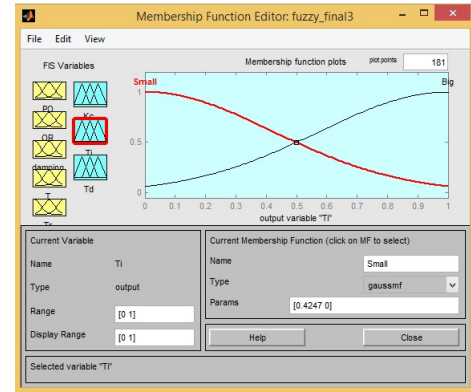 Membership Function Editor: fuzzy_final3
File Edit View
FIS Variables
Membership function plots
plot points:
181
PO
OR
damping
T
Kc
Ti
Td
Small
Big
1
0.5
0
0 0.1 0.2 0.3 0.4 0.5 0.6 0.7 0.8 0.9 1
output variable "Ti"
Current Variable
Name Ti
Type output
Range [0 1]
Display Range [0 1]
Current Membership Function (click on MF to select)
Name Small
Type gaussmf
Params [0.4247 0]
Help Close
Selected variable "Ti"